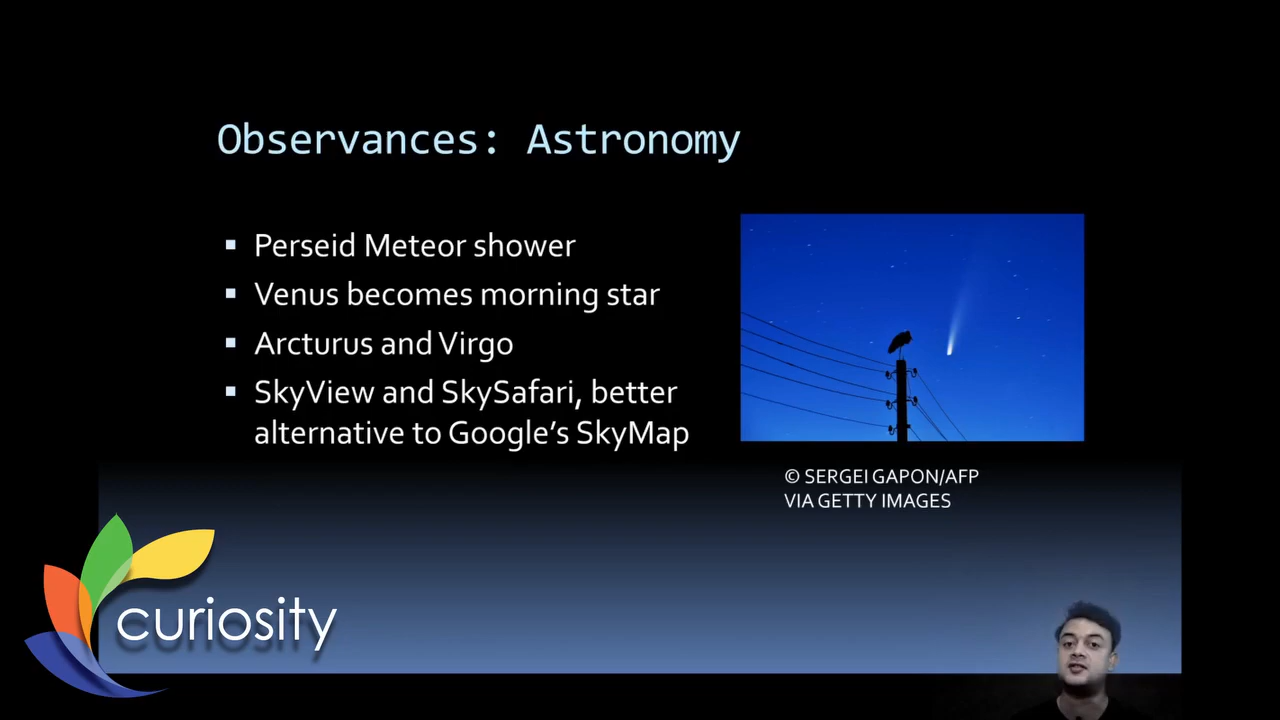 Observances: Astronomy
Perseid Meteor shower
Venus becomes morning star
Arcturus and Virgo
SkyView and SkySafari, better
alternative to Google's SkyMap
© SERGEI GAPON/AFP
VIA GETTY IMAGES
curiosity